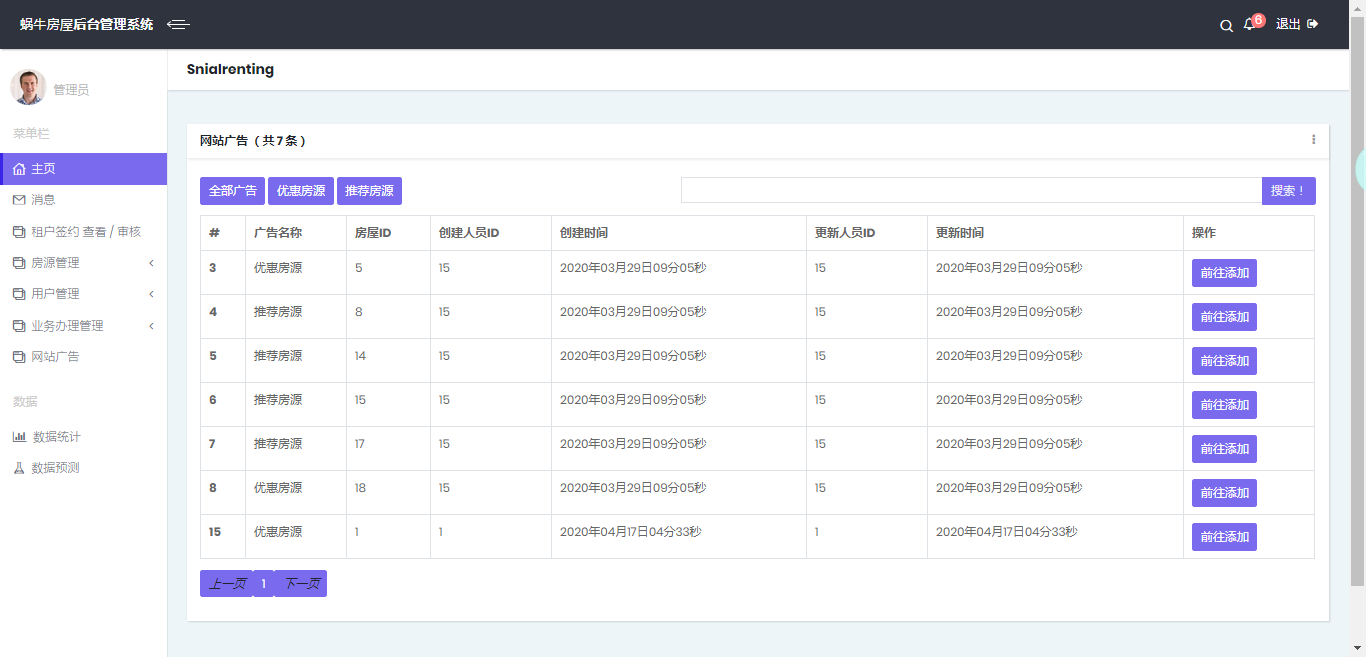 蜗牛房屋后台管理系统
6
退出
管理员
菜单栏
主页
消息
租户签约 查看 / 审核
房源管理
用户管理
业务办理管理
网站广告
数据
数据统计
数据预测
Snialrenting
网站广告 （ 共 7 条 ）
全部广告 优惠房源 推荐房源 搜索！
# 广告名称 房屋ID 创建人员ID 创建时间 更新人员ID 更新时间 操作
3 优惠房源 5 15 2020年03月29日09分05秒 15 2020年03月29日09分05秒 前往添加
4 推荐房源 8 15 2020年03月29日09分05秒 15 2020年03月29日09分05秒 前往添加
5 推荐房源 14 15 2020年03月29日09分05秒 15 2020年03月29日09分05秒 前往添加
6 推荐房源 15 15 2020年03月29日09分05秒 15 2020年03月29日09分05秒 前往添加
7 推荐房源 17 15 2020年03月29日09分05秒 15 2020年03月29日09分05秒 前往添加
8 优惠房源 18 15 2020年03月29日09分05秒 15 2020年03月29日09分05秒 前往添加
15 优惠房源 1 1 2020年04月17日04分33秒 1 2020年04月17日04分33秒 前往添加
上一页 1 下一页